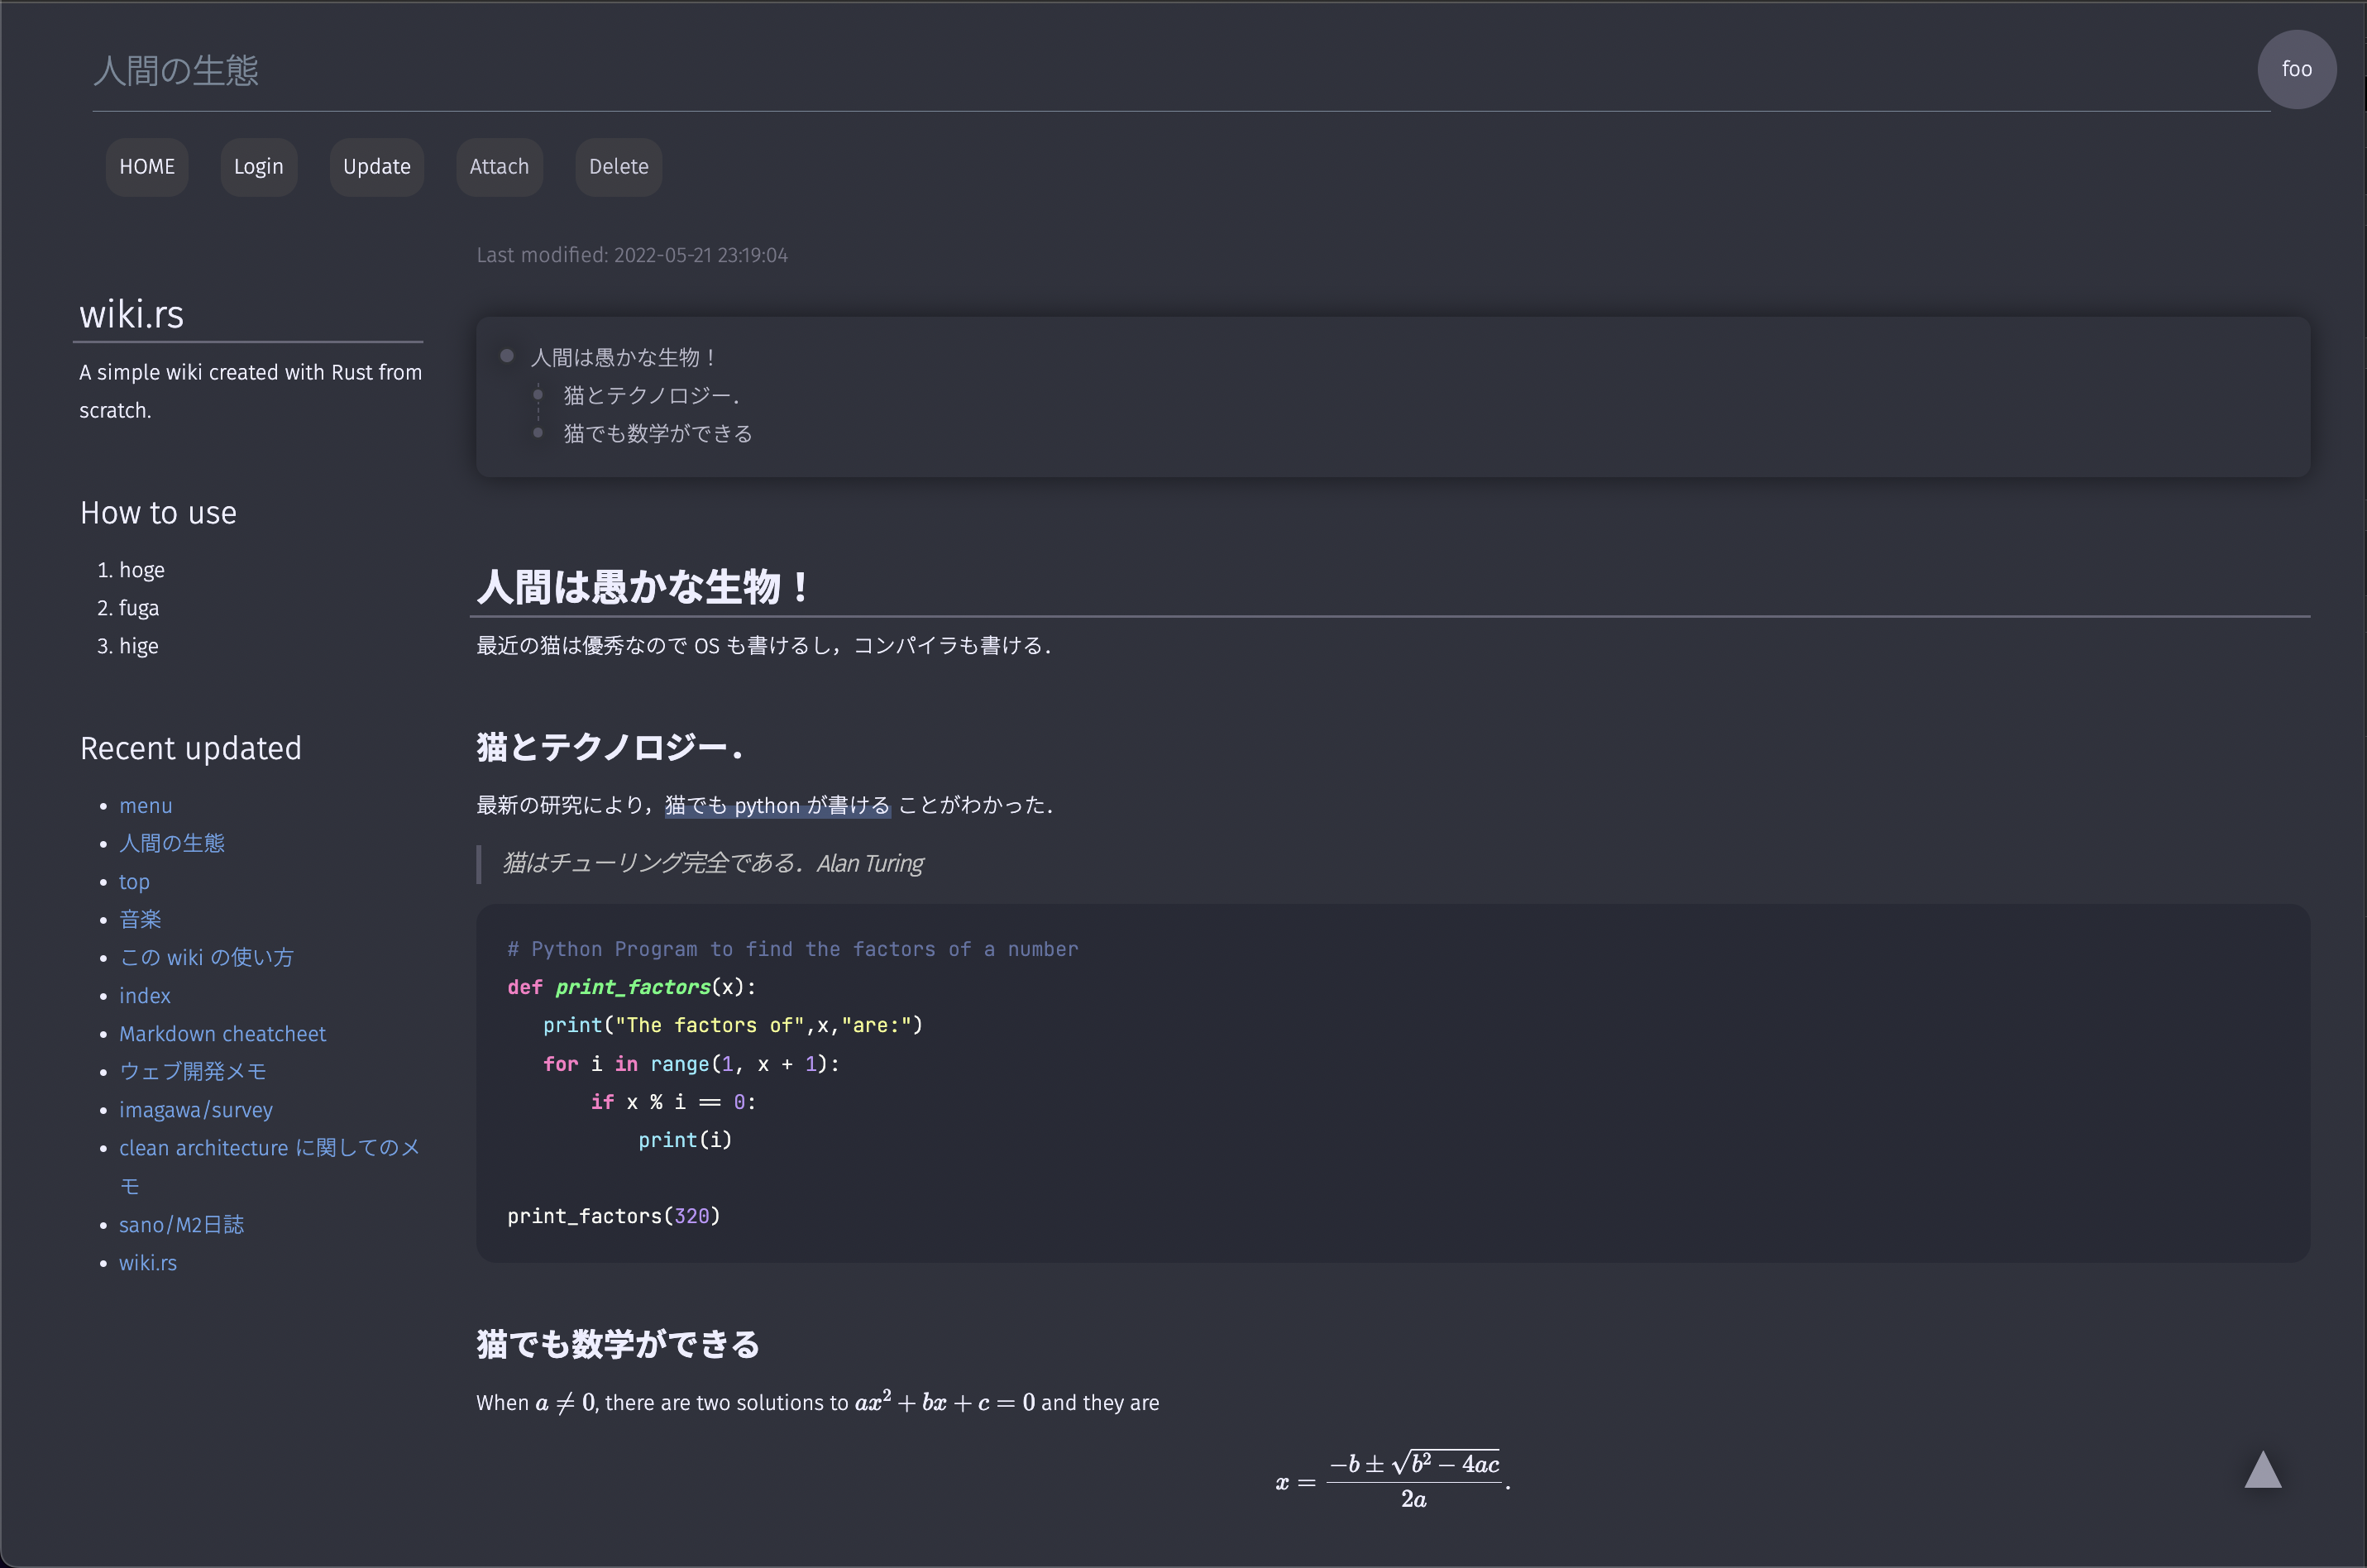 人間の生態
foo
HOME Login Update Attach Delete
Last modified: 2022-05-21 23:19:04
wiki.rs
A simple wiki created with Rust from
scratch.
How to use
1. hoge
2. fuga
3. hige
Recent updated
menu
人間の生態
top
音楽
この wiki の使い方
index
Markdown cheatcheet
ウェブ開発メモ
imagawa/survey
clean architecture に関してのメ
モ
sano/M2日誌
wiki.rs
人間は愚かな生物！
猫とテクノロジー．
猫でも数学ができる
人間は愚かな生物！
最近の猫は優秀なので OS も書けるし，コンパイラも書ける．
猫とテクノロジー．
最新の研究により，猫でも python が書ける ことがわかった．
猫はチューリング完全である．Alan Turing
# Python Program to find the factors of a number
def print_factors(x):
   print("The factors of",x,"are:")
   for i in range(1, x + 1):
       if x % i == 0:
           print(i)
print_factors(320)
猫でも数学ができる
When a ≠ 0, there are two solutions to ax² + bx + c = 0 and they are
x = (−b ± √(b² − 4ac)) / 2a.